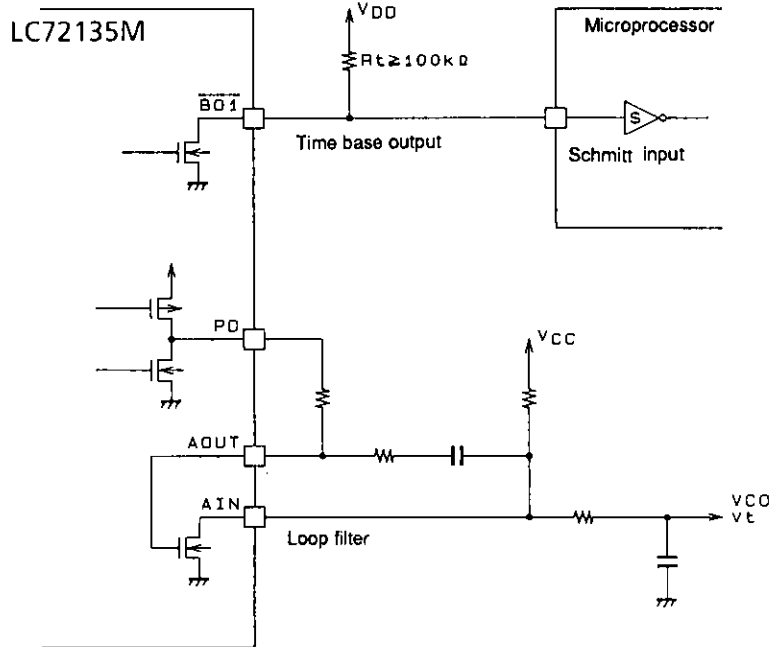 LC72135M
VDD
Microprocessor
Rt≥100kΩ
BO1
S
Time base output
Schmitt input
PD
VCC
AOUT
AIN
VCO
Vt
Loop filter